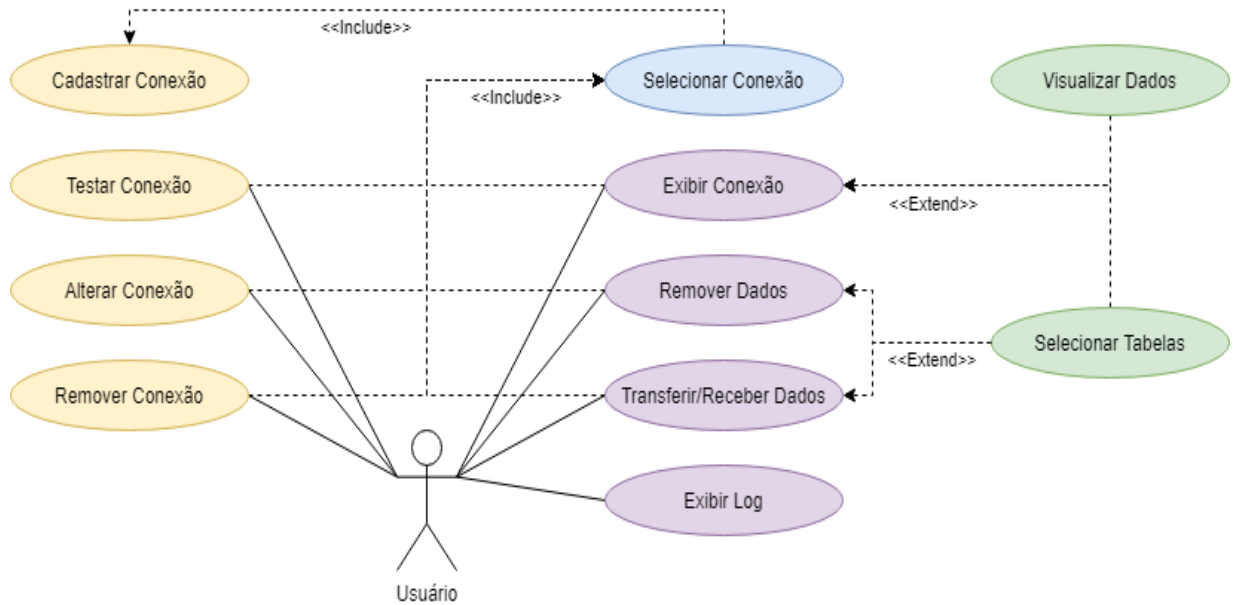 <<Include>>
Cadastrar Conexão
Selecionar Conexão
Visualizar Dados
<<Include>>
Testar Conexão
Exibir Conexão
<<Extend>>
Alterar Conexão
Remover Dados
Selecionar Tabelas
<<Extend>>
Remover Conexão
Transferir/Receber Dados
Exibir Log
Usuário